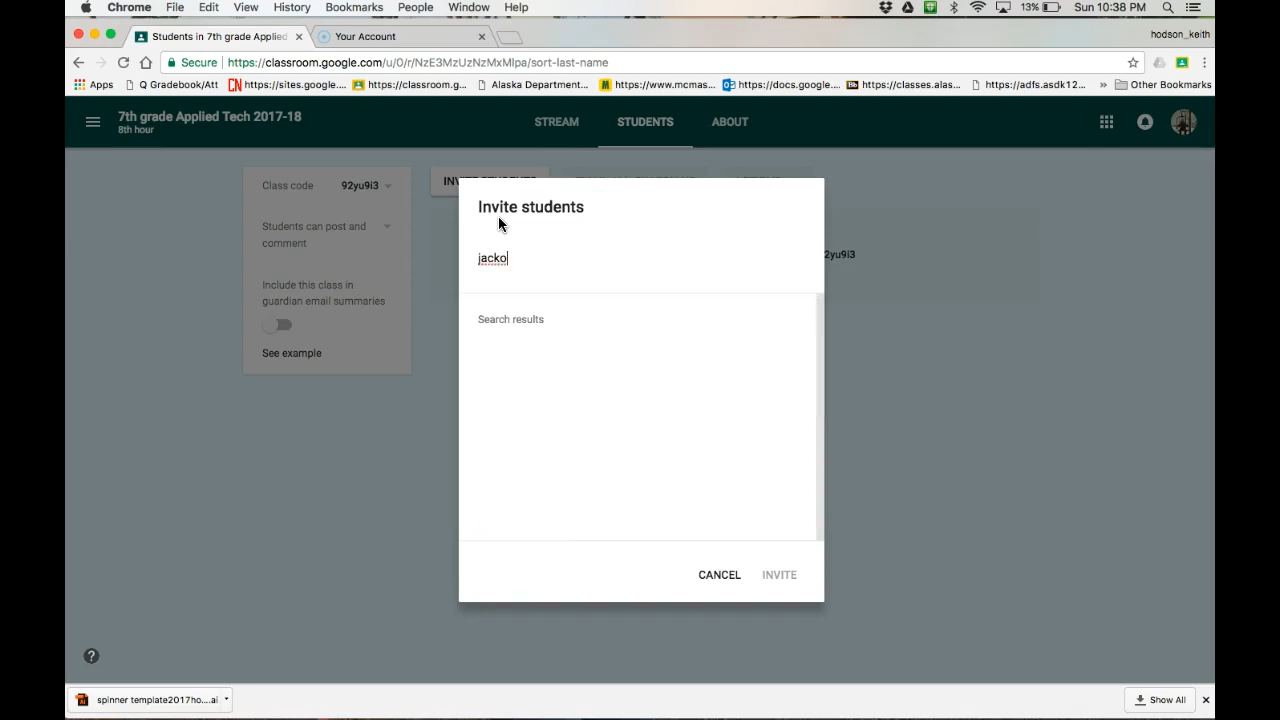 Chrome File Edit View History Bookmarks People Window Help 13% Sun 10:38 PM
Students in 7th grade Applied Your Account hodson_keith
Secure https://classroom.google.com/u/0/r/NzE3MzUzNzMxMlpa/sort-last-name
Apps Q Gradebook/Att https://sites.google.... https://classroom.g... Alaska Department... https://www.mcmas... https://docs.google.... Bb https://classes.alas... https://adfs.asdk12... » Other Bookmarks
7th grade Applied Tech 2017-18
8th hour
STREAM STUDENTS ABOUT
Class code 92yu9i3
Students can post and
comment
Include this class in
guardian email summaries
See example
Invite students
jacko
2yu9i3
Search results
CANCEL INVITE
?
spinner template2017ho....ai
Show All